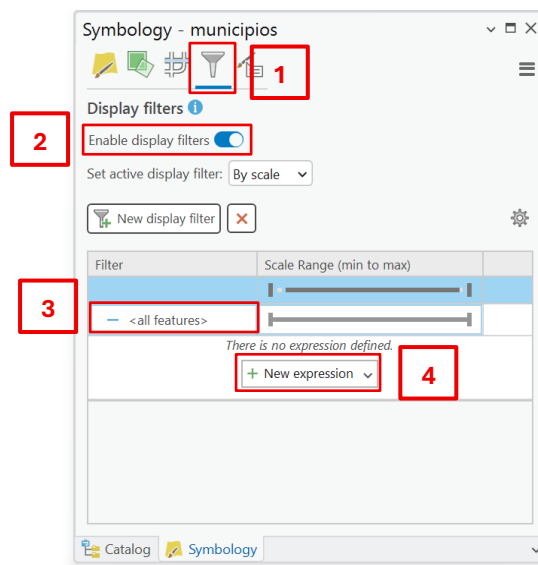 Symbology - municipios
1
Display filters
2
Enable display filters
Set active display filter: By scale
New display filter
Filter Scale Range (min to max)
3
<all features>
There is no expression defined.
New expression
4
Catalog Symbology